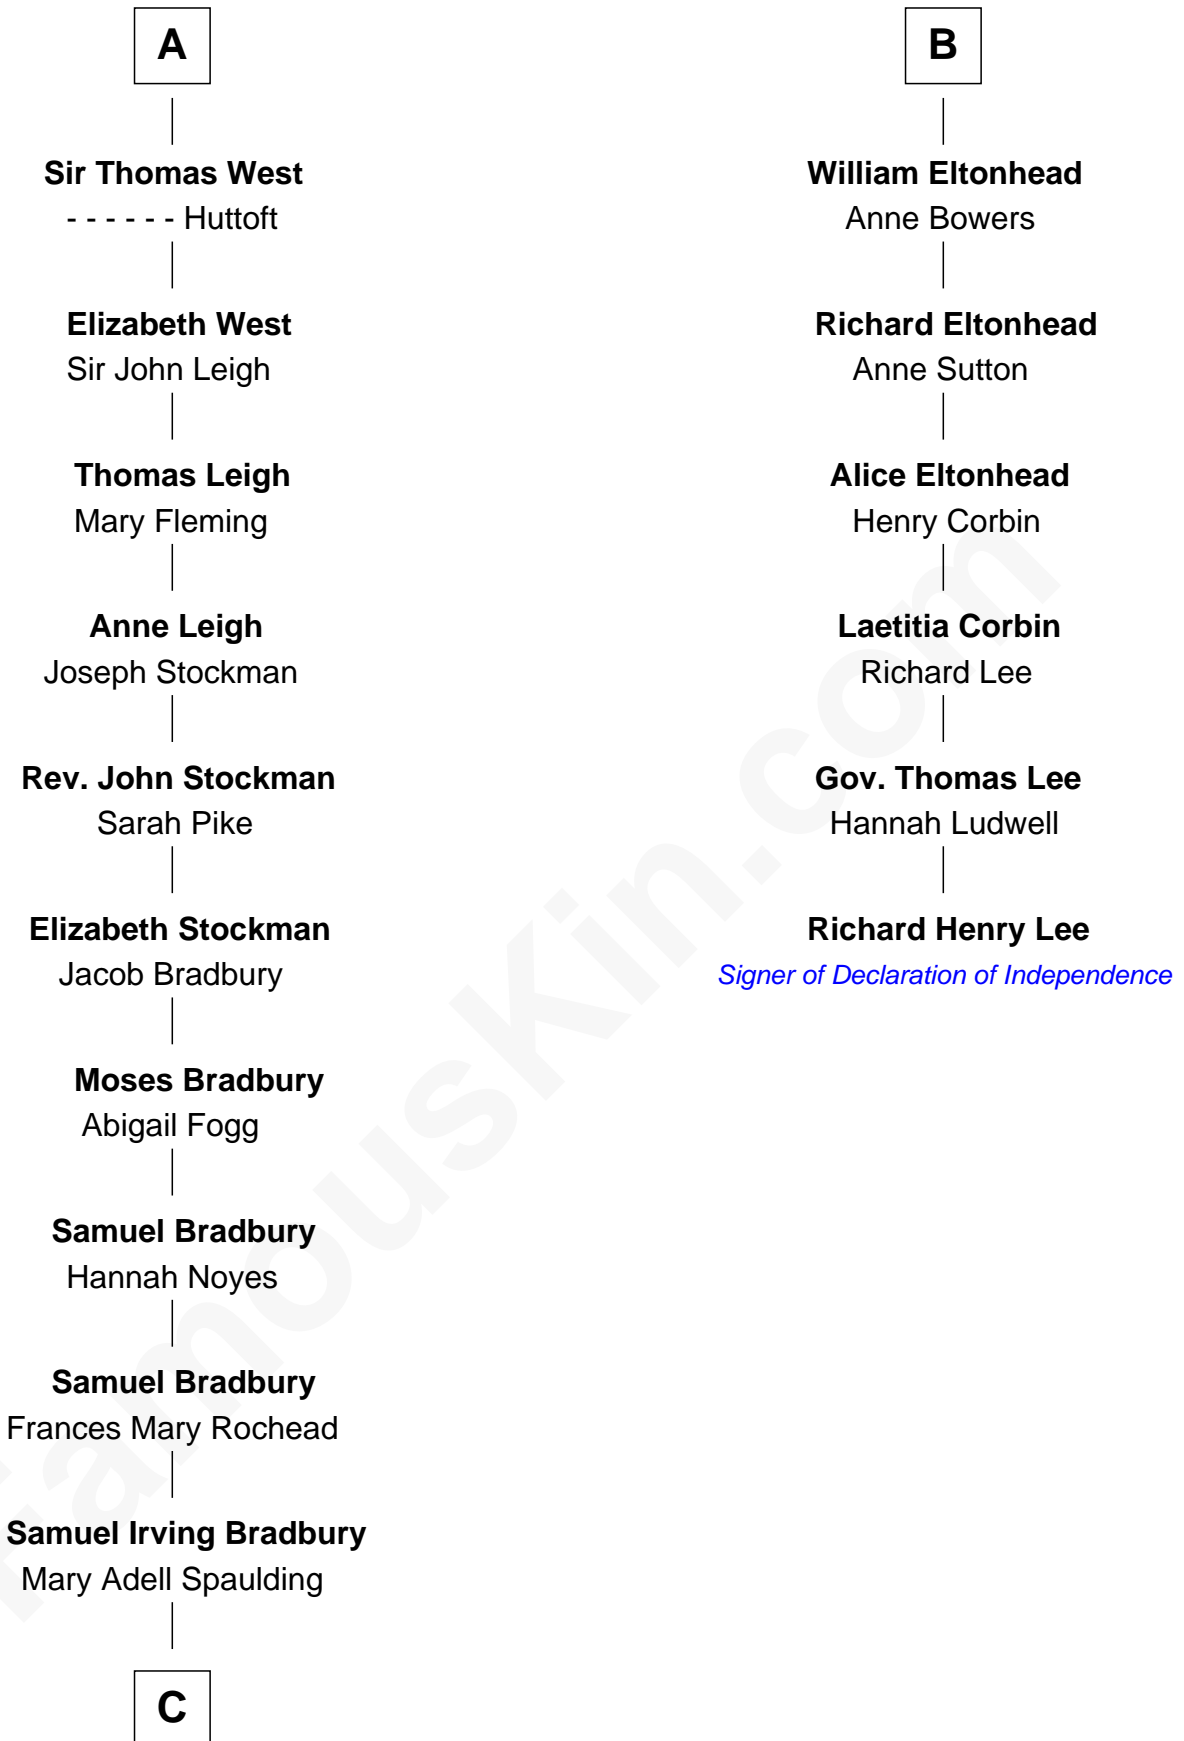 A
Sir Thomas West
- - - - - - Huttoft
Elizabeth West
Sir John Leigh
Thomas Leigh
Mary Fleming
Anne Leigh
Joseph Stockman
Rev. John Stockman
Sarah Pike
Elizabeth Stockman
Jacob Bradbury
Moses Bradbury
Abigail Fogg
Samuel Bradbury
Hannah Noyes
Samuel Bradbury
Frances Mary Rochead
Samuel Irving Bradbury
Mary Adell Spaulding
C
B
William Eltonhead
Anne Bowers
Richard Eltonhead
Anne Sutton
Alice Eltonhead
Henry Corbin
Laetitia Corbin
Richard Lee
Gov. Thomas Lee
Hannah Ludwell
Richard Henry Lee
Signer of Declaration of Independence
FamousKin.com